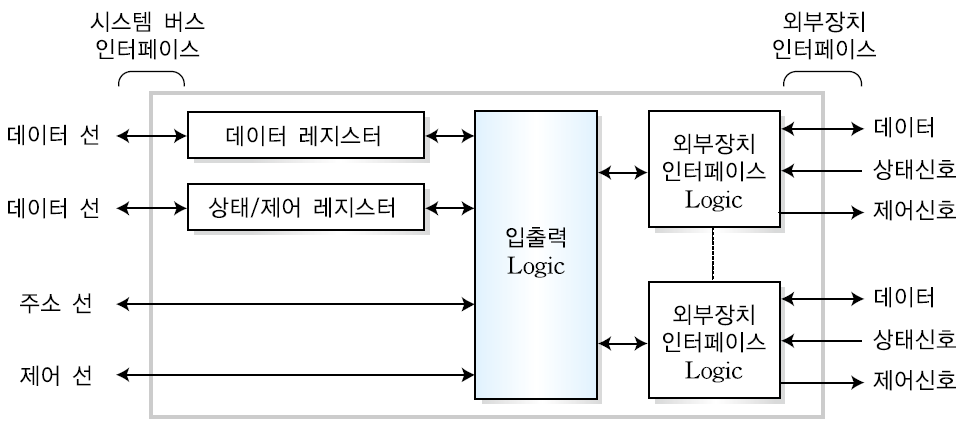 시스템 버스
인터페이스
외부장치
인터페이스
데이터 선
데이터 레지스터
데이터 선
상태/제어 레지스터
주소 선
제어 선
입출력
Logic
외부장치
인터페이스
Logic
데이터
상태신호
제어신호
외부장치
인터페이스
Logic
데이터
상태신호
제어신호